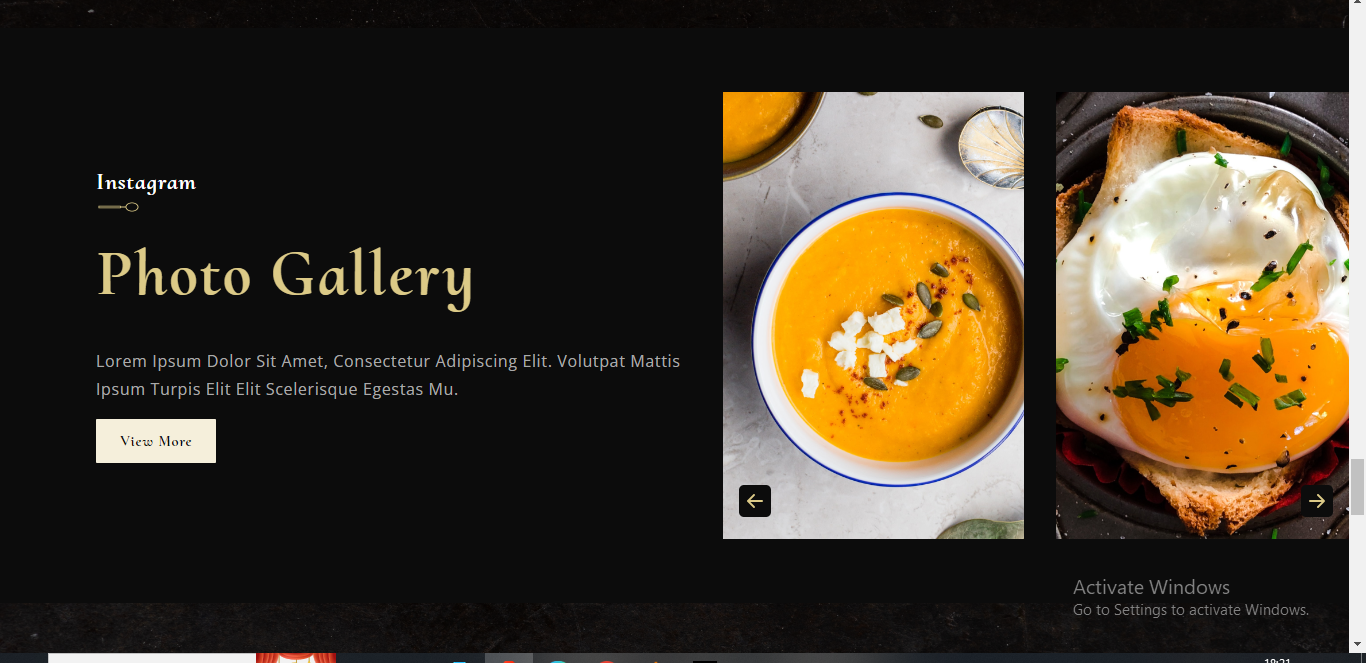 Instagram
Photo Gallery
Lorem Ipsum Dolor Sit Amet, Consectetur Adipiscing Elit. Volutpat Mattis
Ipsum Turpis Elit Elit Scelerisque Egestas Mu.
View More
Activate Windows
Go to Settings to activate Windows.